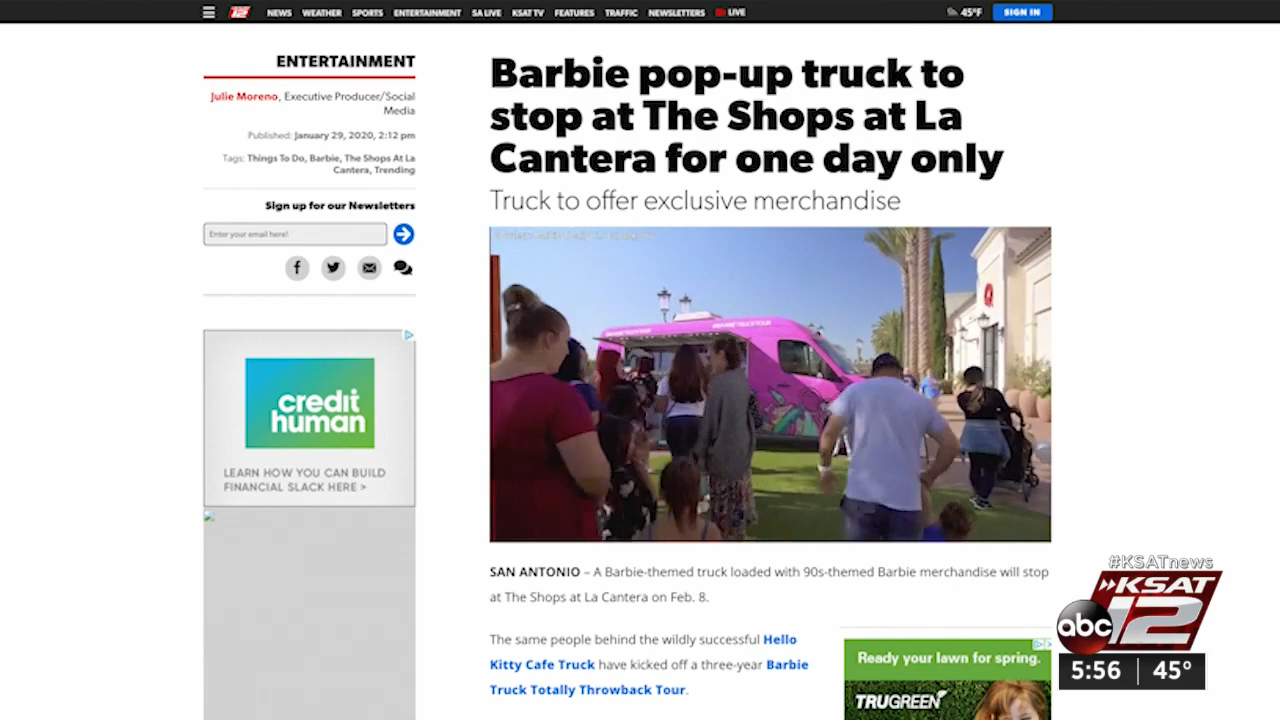 12
NEWS WEATHER SPORTS ENTERTAINMENT SA LIVE KSAT TV FEATURES TRAFFIC NEWSLETTERS LIVE
45°F
SIGN IN
ENTERTAINMENT
Julie Moreno, Executive Producer/Social
Media
Published: January 29, 2020, 2:12 pm
Tags: Things To Do, Barbie, The Shops At La
Cantera, Trending
Sign up for our Newsletters
Enter your email here!
credit
human
LEARN HOW YOU CAN BUILD
FINANCIAL SLACK HERE >
Barbie pop-up truck to
stop at The Shops at La
Cantera for one day only
Truck to offer exclusive merchandise
SAN ANTONIO – A Barbie-themed truck loaded with 90s-themed Barbie merchandise will stop
at The Shops at La Cantera on Feb. 8.
The same people behind the wildly successful Hello
Kitty Cafe Truck have kicked off a three-year Barbie
Truck Totally Throwback Tour.
Ready your lawn for spring.
TRUGREEN
#KSATnews
KSAT
12
abc
5:56 45°